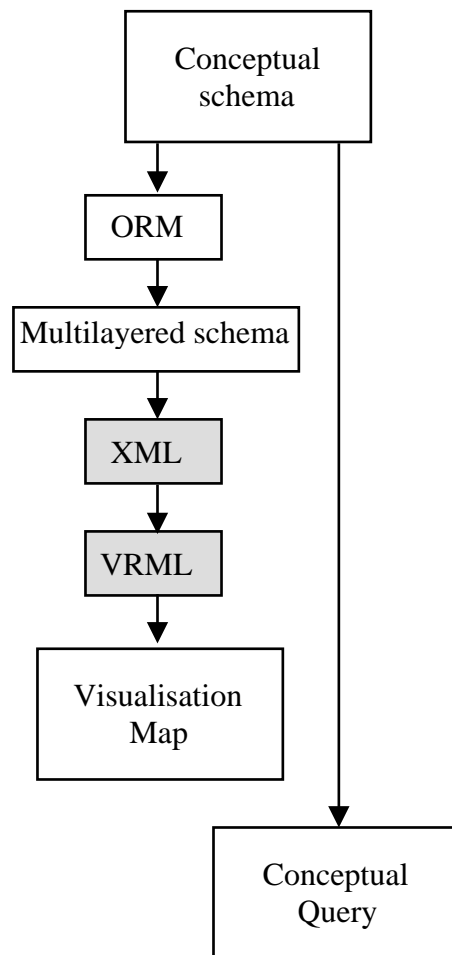 Conceptual
schema
ORM
Multilayered schema
XML
VRML
Visualisation
Map
Conceptual
Query